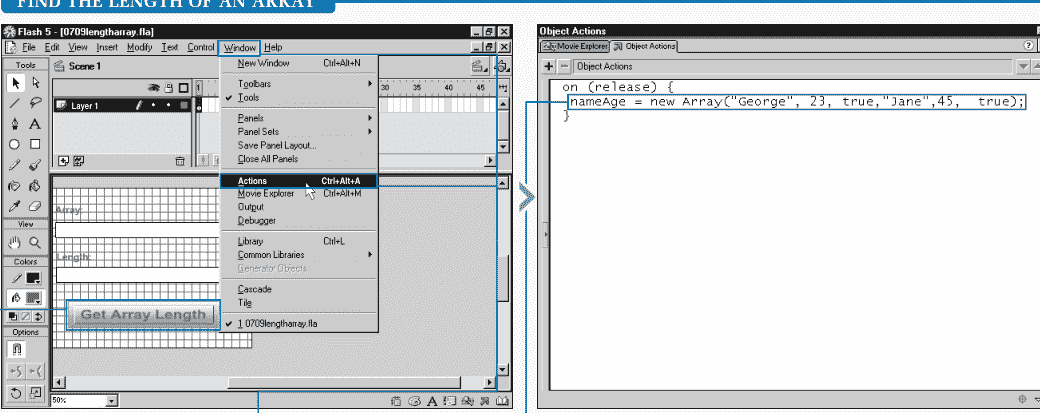 FIND THE LENGTH OF AN ARRAY
Flash 5 - [0709lengtharray.fla]
File Edit View Insert Modify Text Control Window Help
Tools
Scene 1
30 35 40 45
Layer 1
1
View
Colors
Options
Array:
Length:
Get Array Length
50%
New Window Ctrl+Alt+N
Toolbars
Tools
Panels
Panel Sets
Save Panel Layout...
Close All Panels
Actions Ctrl+Alt+A
Movie Explorer Ctrl+Alt+M
Output
Debugger
Library Ctrl+L
Common Libraries
Generator Objects
Cascade
Tile
1 0709lengtharray.fla
Object Actions
Movie Explorer Object Actions
Object Actions
on (release) {
nameAge = new Array("George", 23, true,"Jane",45, true);
}